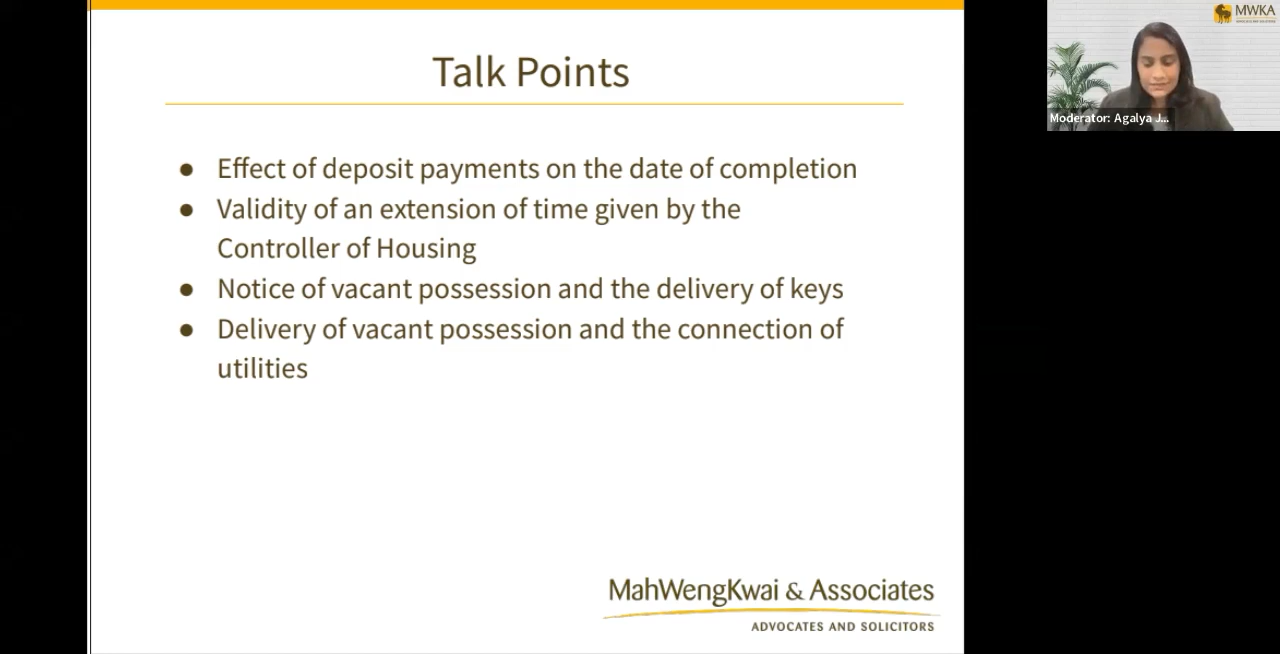 Talk Points
● Effect of deposit payments on the date of completion
● Validity of an extension of time given by the
Controller of Housing
● Notice of vacant possession and the delivery of keys
● Delivery of vacant possession and the connection of
utilities
MahWengKwai & Associates
ADVOCATES AND SOLICITORS
MWKA
Moderator: Agalya J...